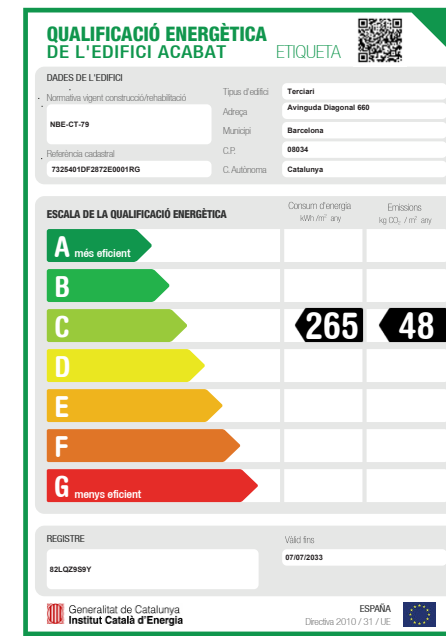 QUALIFICACIÓ ENERGÈTICA
DE L'EDIFICI ACABAT ETIQUETA
DADES DE L'EDIFICI
Normativa vigent construcció/rehabilitació
NBE-CT-79
Referència cadastral
7325401DF2872E0001RG
Tipus d'edifici Terciari
Adreça Avinguda Diagonal 660
Municipi Barcelona
C.P. 08034
C. Autònoma Catalunya
ESCALA DE LA QUALIFICACIÓ ENERGÈTICA
Consum d'energia
kWh /m² any
Emissions
kg CO₂ / m² any
A més eficient
B
C 265 48
D
E
F
G menys eficient
REGISTRE
82LQZ9S9Y
Vàlid fins
07/07/2033
Generalitat de Catalunya
Institut Català d'Energia
ESPAÑA
Directiva 2010 / 31 / UE